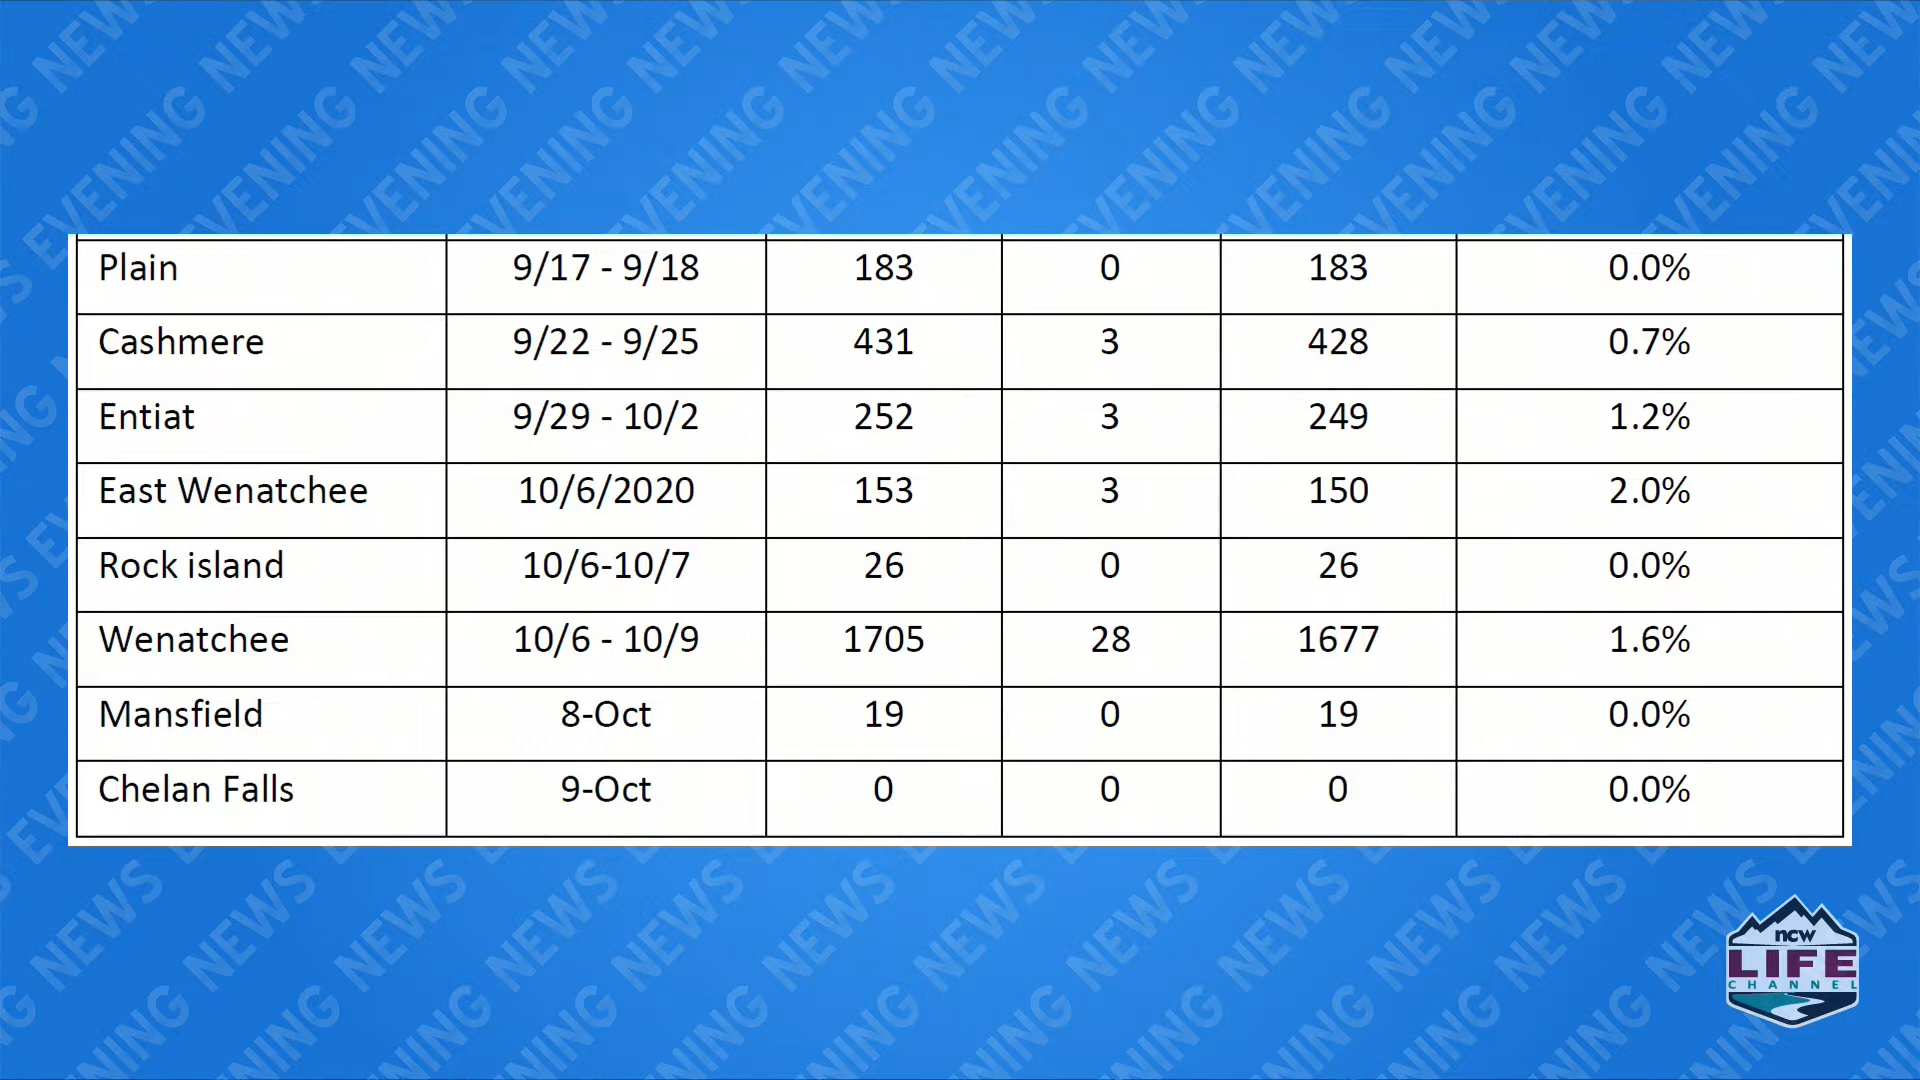 Plain 9/17 - 9/18 183 0 183 0.0%
Cashmere 9/22 - 9/25 431 3 428 0.7%
Entiat 9/29 - 10/2 252 3 249 1.2%
East Wenatchee 10/6/2020 153 3 150 2.0%
Rock island 10/6-10/7 26 0 26 0.0%
Wenatchee 10/6 - 10/9 1705 28 1677 1.6%
Mansfield 8-Oct 19 0 19 0.0%
Chelan Falls 9-Oct 0 0 0 0.0%
EVENING NEWS
ncw
LIFE
CHANNEL